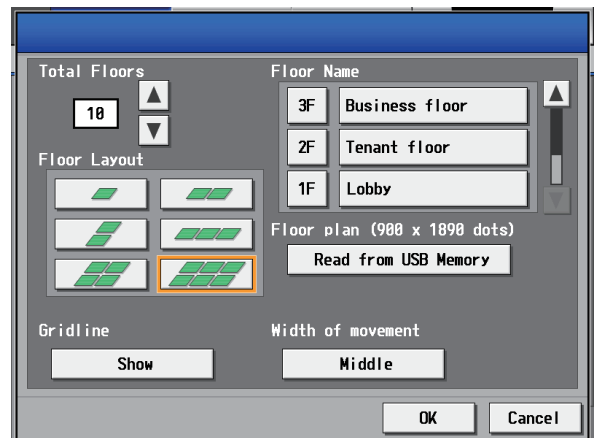 Total Floors
10
Floor Layout
Gridline
Show
Floor Name
3F Business floor
2F Tenant floor
1F Lobby
Floor plan (900 x 1890 dots)
Read from USB Memory
Width of movement
Middle
OK Cancel